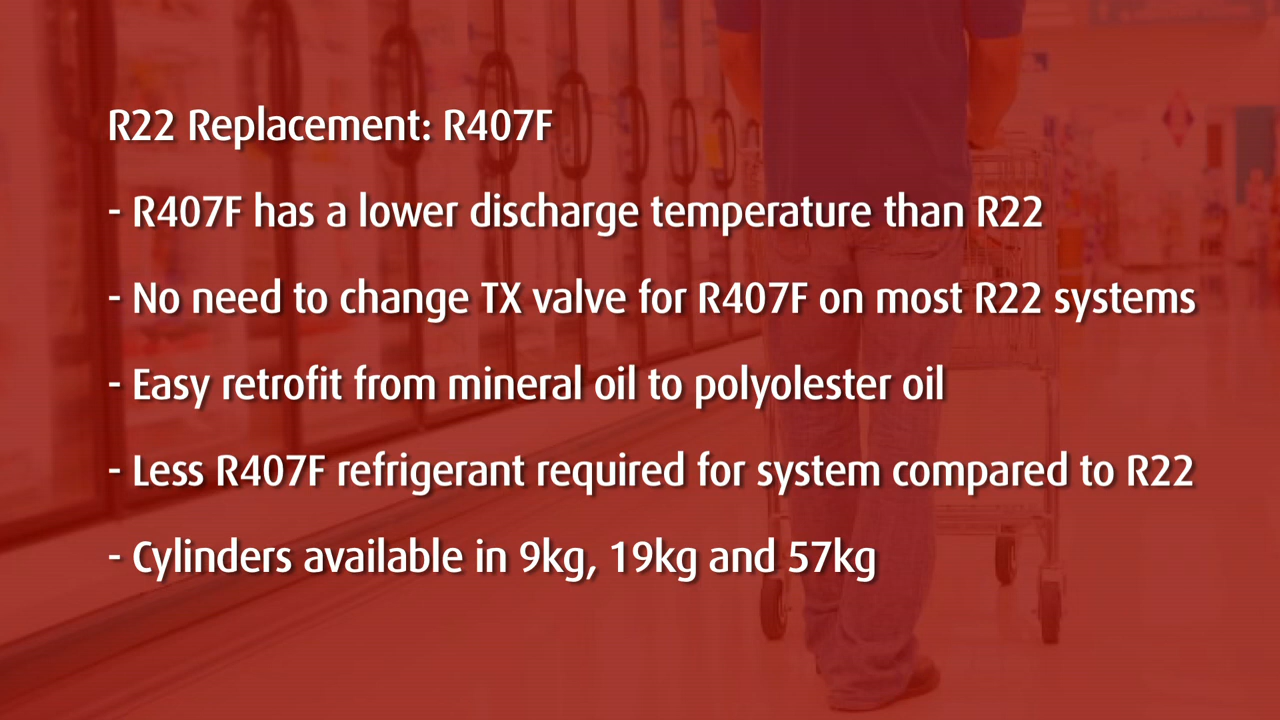 R22 Replacement: R407F
- R407F has a lower discharge temperature than R22
- No need to change TX valve for R407F on most R22 systems
- Easy retrofit from mineral oil to polyolester oil
- Less R407F refrigerant required for system compared to R22
- Cylinders available in 9kg, 19kg and 57kg